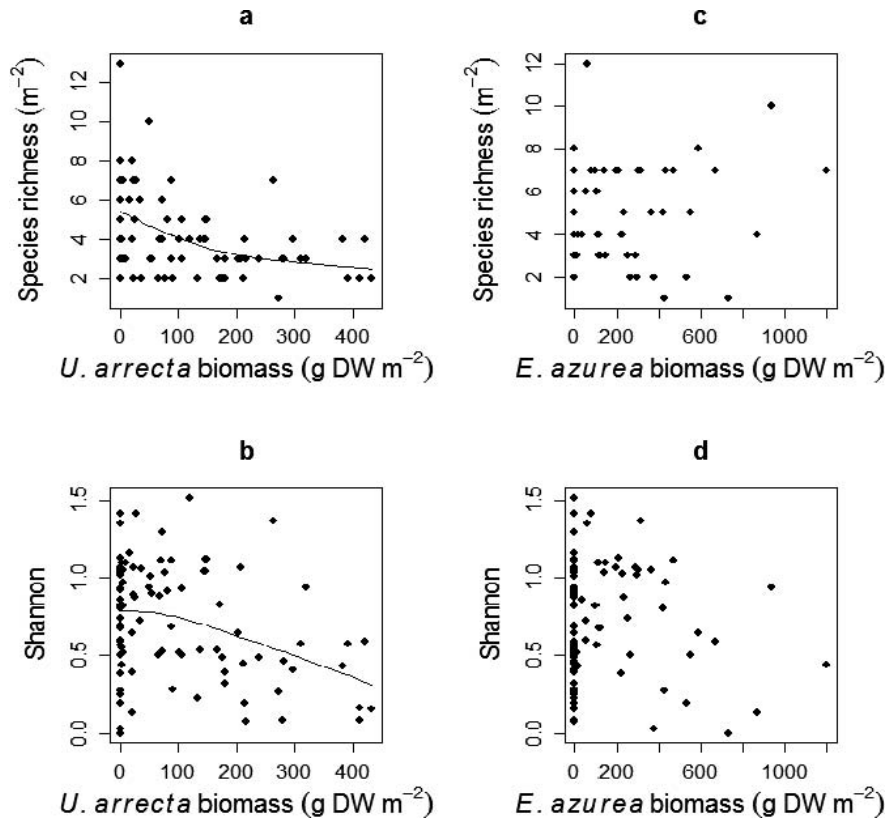 a
Species richness (m⁻²)
12
10
8
6
4
2
0 100 200 300 400
U. arrecta biomass (g DW m⁻²)
c
Species richness (m⁻²)
12
10
8
6
4
2
0 200 600 1000
E. azurea biomass (g DW m⁻²)
b
Shannon
1.5
1.0
0.5
0.0
0 100 200 300 400
U. arrecta biomass (g DW m⁻²)
d
Shannon
1.5
1.0
0.5
0.0
0 200 600 1000
E. azurea biomass (g DW m⁻²)